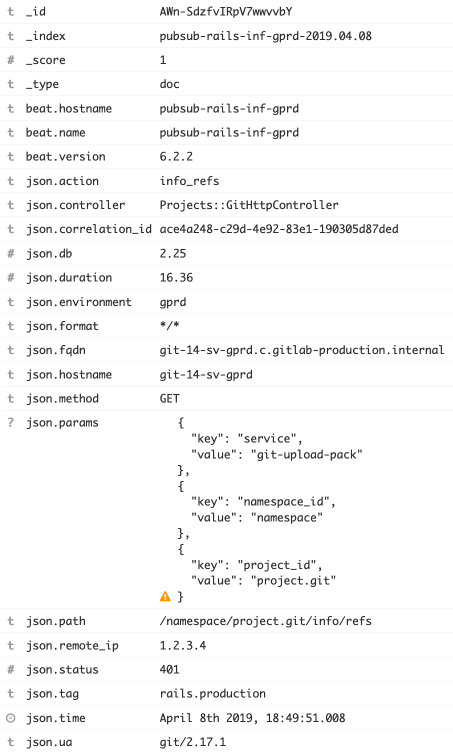 t _id AWn-SdzfvIRpV7wwvvbY
t _index pubsub-rails-inf-gprd-2019.04.08
# _score 1
t _type doc
t beat.hostname pubsub-rails-inf-gprd
t beat.name pubsub-rails-inf-gprd
t beat.version 6.2.2
t json.action info_refs
t json.controller Projects::GitHttpController
t json.correlation_id ace4a248-c29d-4e92-83e1-190305d87ded
# json.db 2.25
# json.duration 16.36
t json.environment gprd
t json.format */*
t json.fqdn git-14-sv-gprd.c.gitlab-production.internal
t json.hostname git-14-sv-gprd
t json.method GET
? json.params {
"key": "service",
"value": "git-upload-pack"
},
{
"key": "namespace_id",
"value": "namespace"
},
{
"key": "project_id",
"value": "project.git"
}
t json.path /namespace/project.git/info/refs
t json.remote_ip 1.2.3.4
# json.status 401
t json.tag rails.production
json.time April 8th 2019, 18:49:51.008
t json.ua git/2.17.1